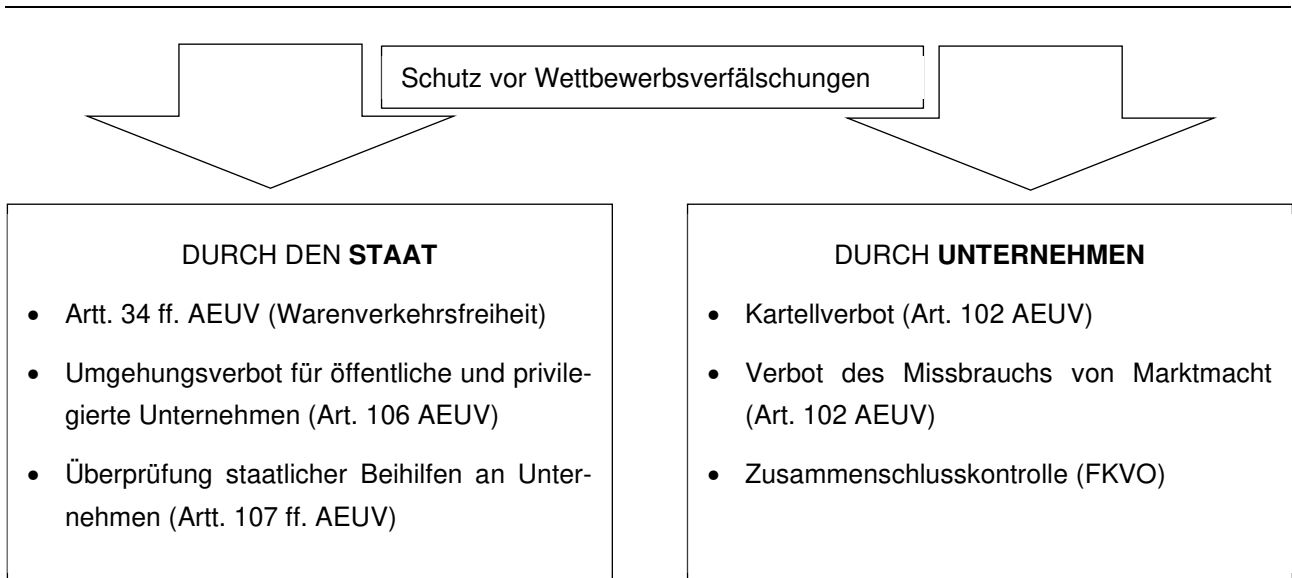 Schutz vor Wettbewerbsverfälschungen
DURCH DEN STAAT
• Artt. 34 ff. AEUV (Warenverkehrsfreiheit)
• Umgehungsverbot für öffentliche und privile-
gierte Unternehmen (Art. 106 AEUV)
• Überprüfung staatlicher Beihilfen an Unter-
nehmen (Artt. 107 ff. AEUV)
DURCH UNTERNEHMEN
• Kartellverbot (Art. 102 AEUV)
• Verbot des Missbrauchs von Marktmacht
(Art. 102 AEUV)
• Zusammenschlusskontrolle (FKVO)